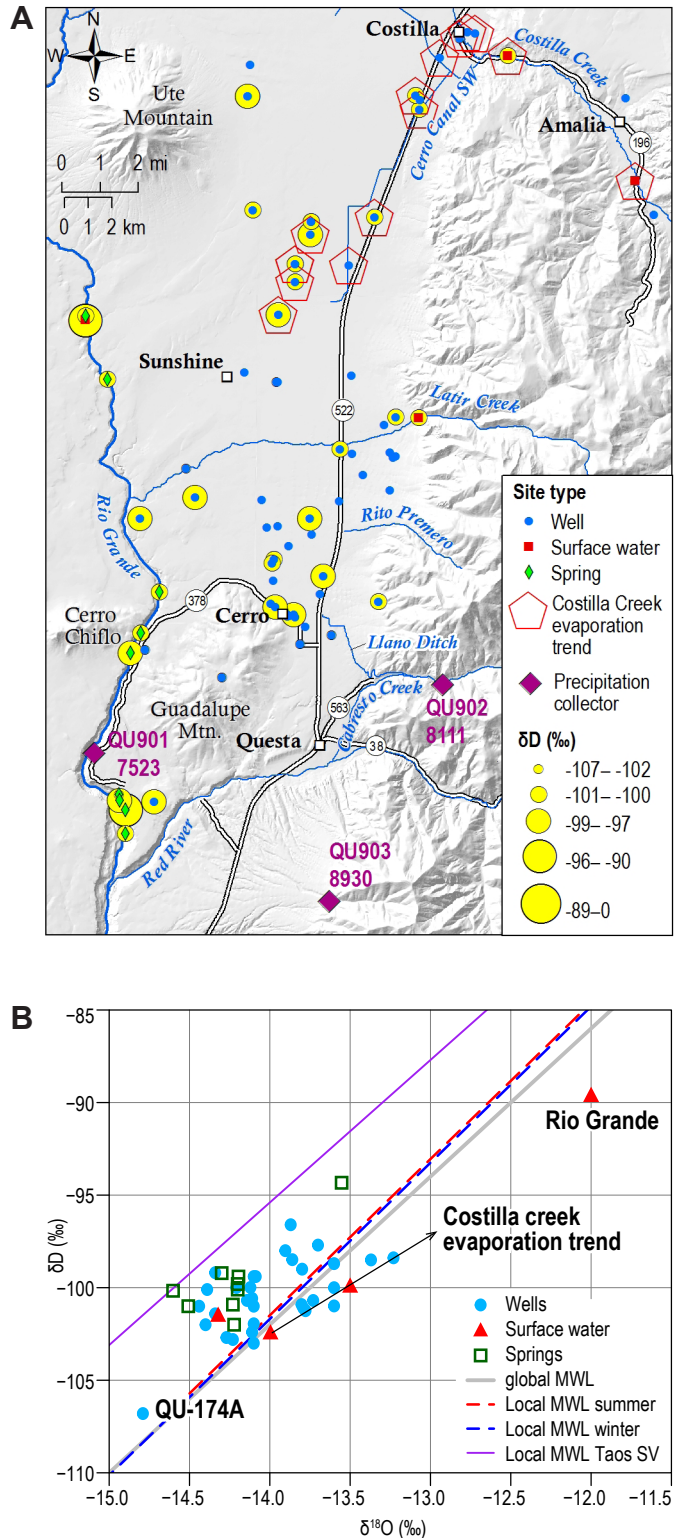 A
N
W E
S
Costilla
Costilla
Creek
Ute
Mountain
Cerro Canal SW
Amalia
196
0 1 2 mi
0 1 2 km
Sunshine
522
Latir Creek
Rio Grande
Rito Premero
378
Cerro
Chiflo
Cerro
Llano Ditch
Guadalupe
Mtn.
Cabresto Creek
563
38
QU901
7523
QU902
8111
Questa
Red River
QU903
8930
Site type
Well
Surface water
Spring
Costilla Creek
evaporation
trend
Precipitation
collector
δD (‰)
-107– -102
-101– -100
-99– -97
-96– -90
-89–0
B
−85
−90
−95
−100
−105
−110
δD (‰)
Rio Grande
Costilla creek
evaporation trend
QU-174A
Wells
Surface water
Springs
global MWL
Local MWL summer
Local MWL winter
Local MWL Taos SV
−15.0 −14.5 −14.0 −13.5 −13.0 −12.5 −12.0 −11.5
δ¹⁸O (‰)